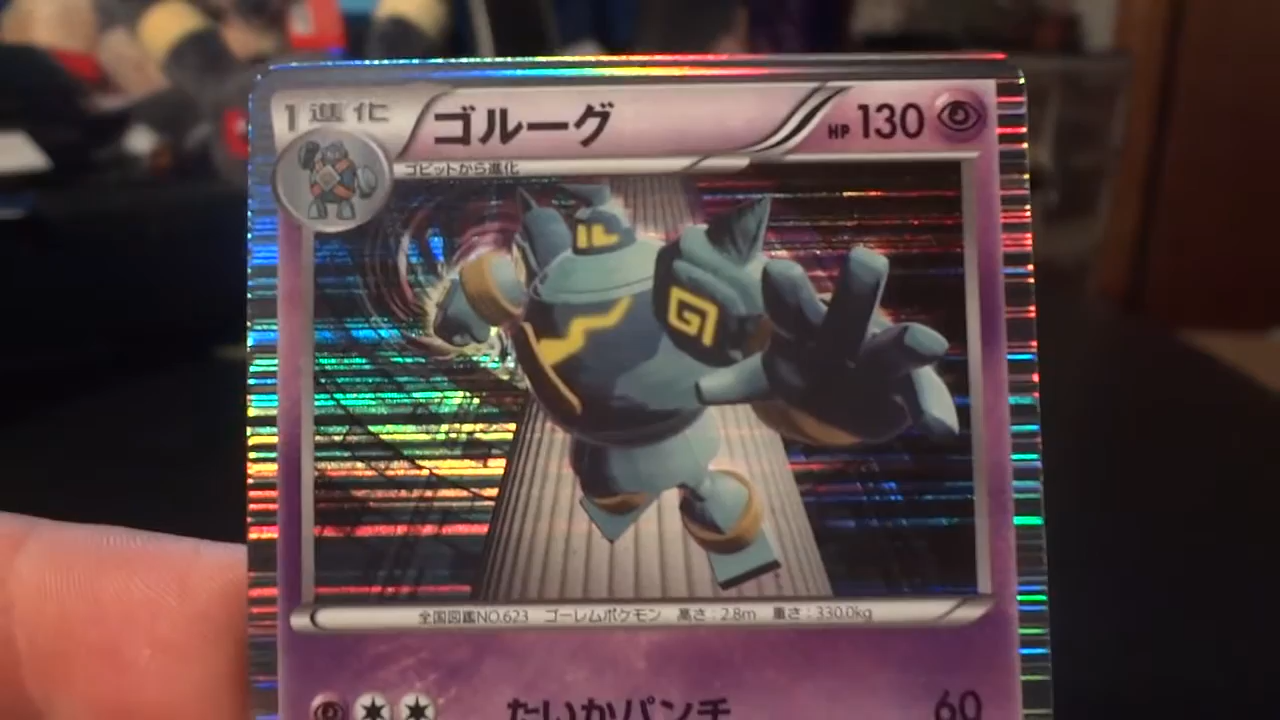 1進化 ゴルーグ HP 130
ゴビットから進化
全国図鑑NO.623 ゴーレムポケモン 高さ:2.8m 重さ:330.0kg
たいかパンチ 60